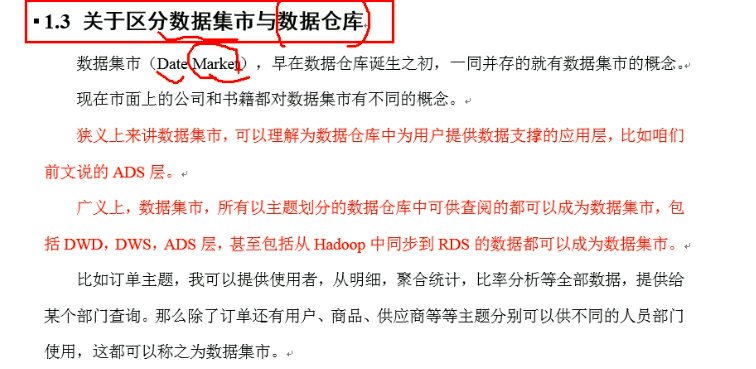 1.3 关于区分数据集市与数据仓库
数据集市（Date Market），早在数据仓库诞生之初，一同并存的就有数据集市的概念。
现在市面上的公司和书籍都对数据集市有不同的概念。
狭义上来讲数据集市，可以理解为数据仓库中为用户提供数据支撑的应用层，比如咱们
前文说的 ADS 层。
广义上，数据集市，所有以主题划分的数据仓库中可供查阅的都可以成为数据集市，包
括 DWD，DWS，ADS 层，甚至包括从 Hadoop 中同步到 RDS 的数据都可以成为数据集市。
比如订单主题，我可以提供使用者，从明细，聚合统计，比率分析等全部数据，提供给
某个部门查询。那么除了订单还有用户、商品、供应商等等主题分别可以供不同的人员部门
使用，这都可以称之为数据集市。